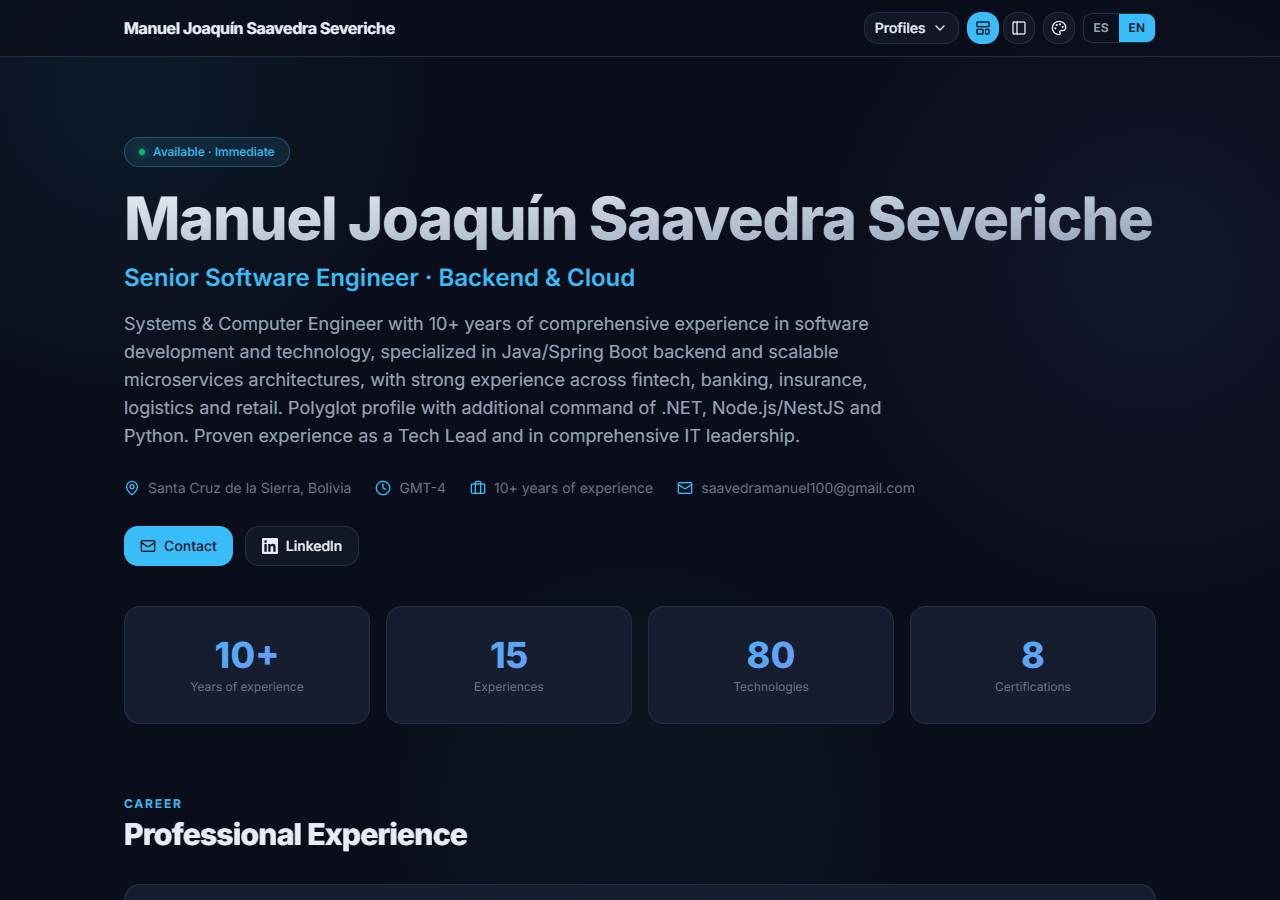 Manuel Joaquín Saavedra Severiche
Profiles
ES
EN
Available · Immediate
Manuel Joaquín Saavedra Severiche
Senior Software Engineer · Backend & Cloud
Systems & Computer Engineer with 10+ years of comprehensive experience in software
development and technology, specialized in Java/Spring Boot backend and scalable
microservices architectures, with strong experience across fintech, banking, insurance,
logistics and retail. Polyglot profile with additional command of .NET, Node.js/NestJS and
Python. Proven experience as a Tech Lead and in comprehensive IT leadership.
Santa Cruz de la Sierra, Bolivia
GMT-4
10+ years of experience
saavedramanuel100@gmail.com
Contact
LinkedIn
10+
Years of experience
15
Experiences
80
Technologies
8
Certifications
CAREER
Professional Experience